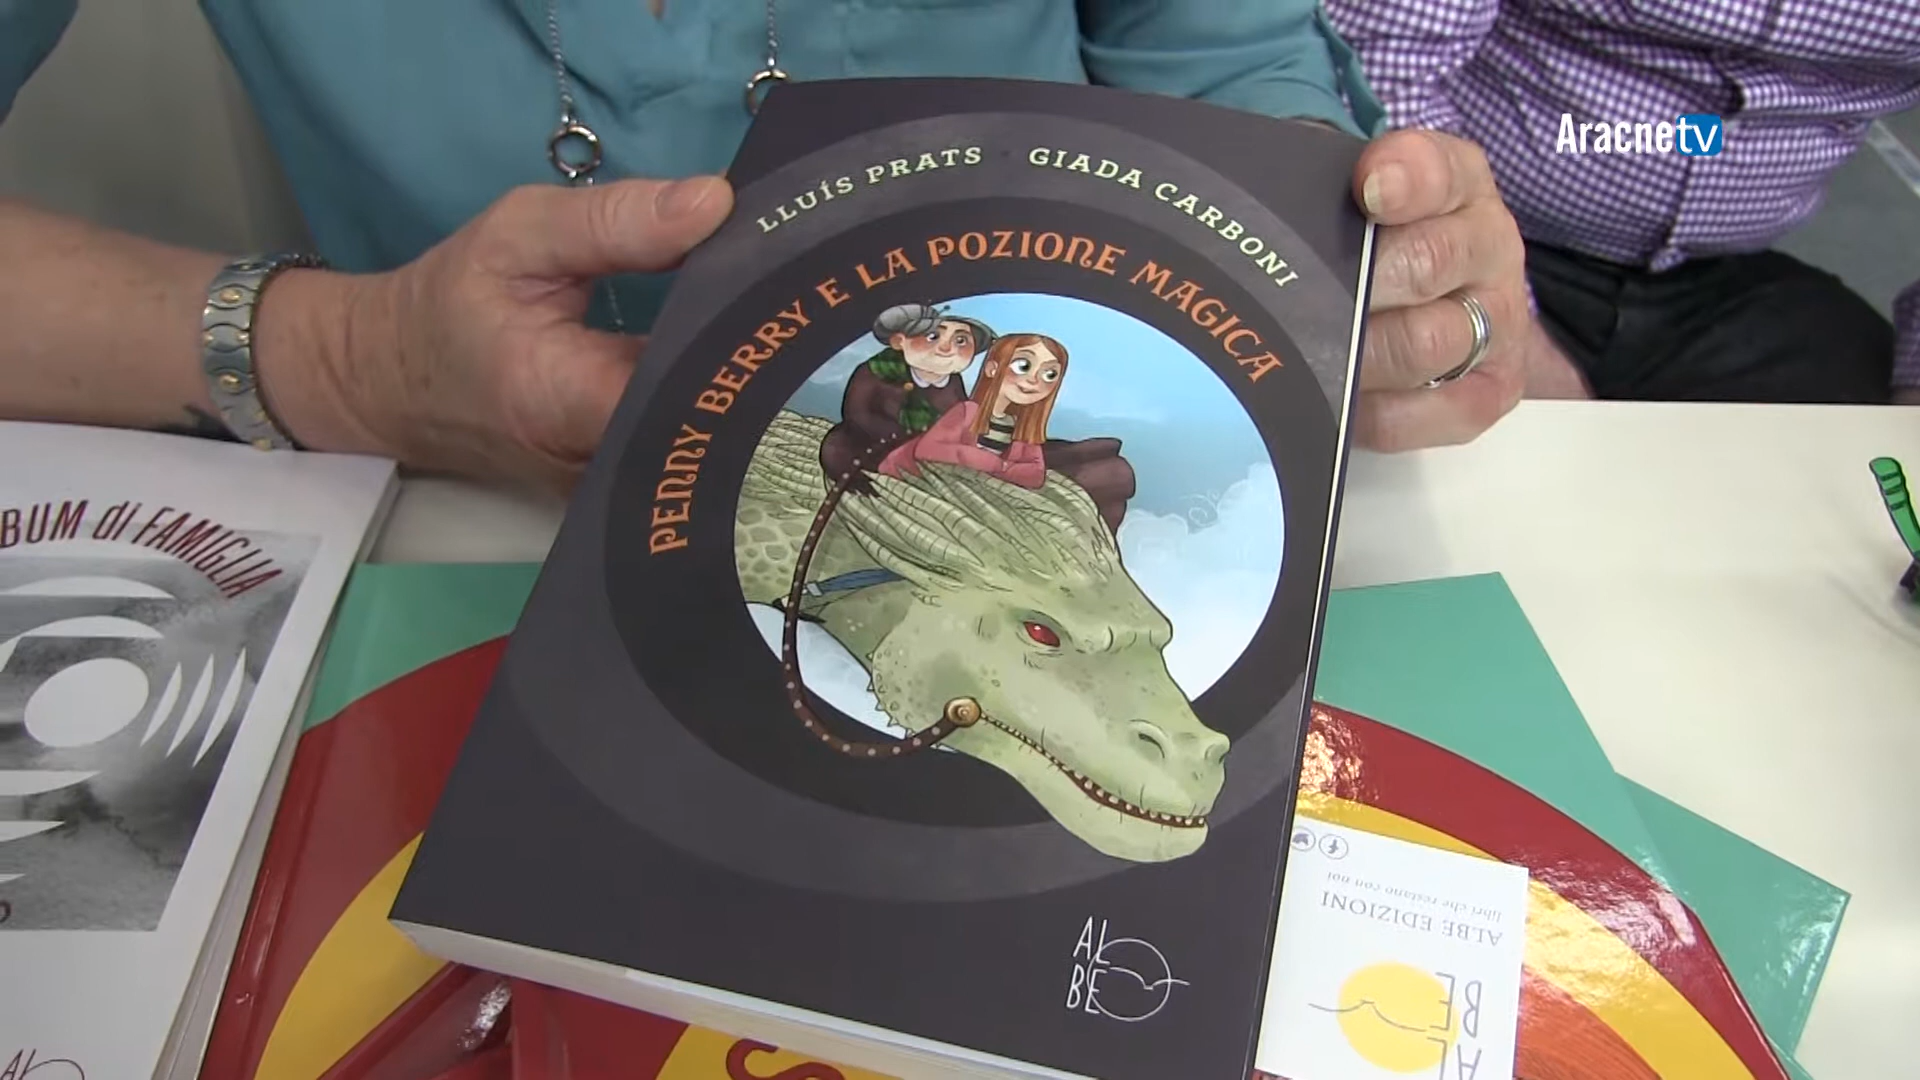 Aracnetv
LLUÍS PRATS GIADA CARBONI
PENNY BERRY E LA POZIONE MAGICA
AL
BE
BUM di FAMIGLIA
ALBE EDIZIONI
libri che restano con noi
AL
BE